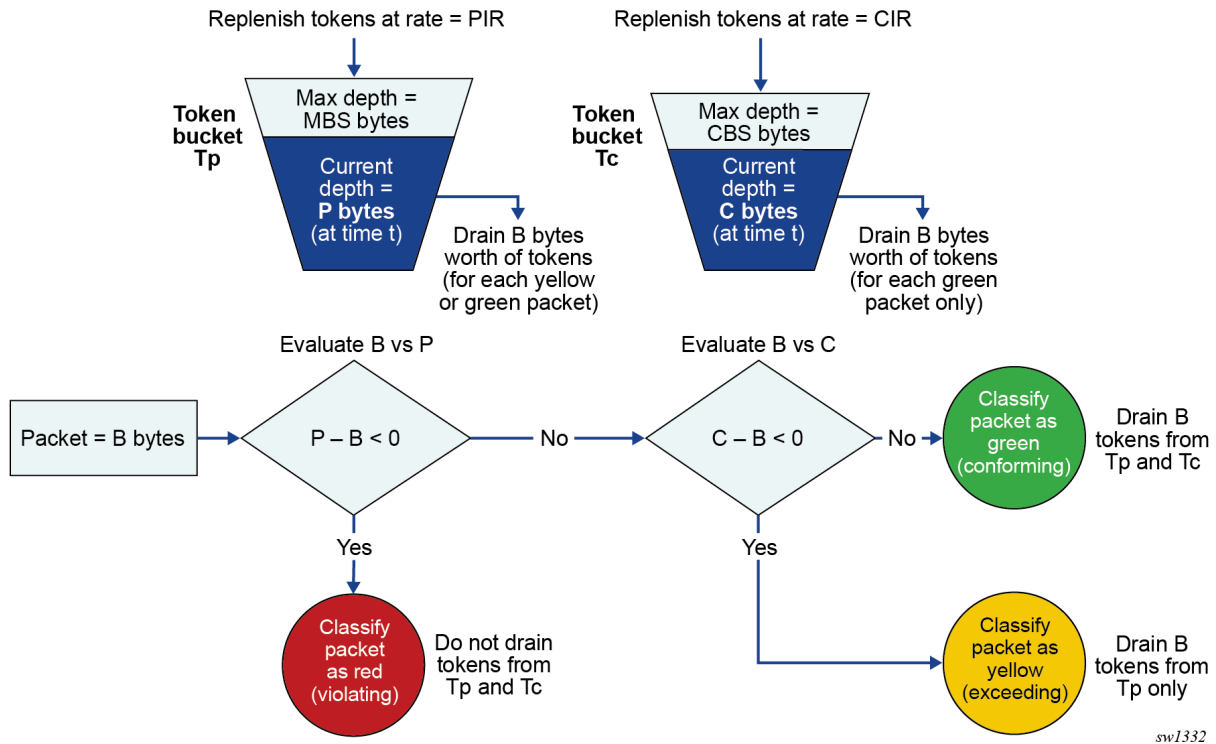 Replenish tokens at rate = PIR
Replenish tokens at rate = CIR
Token
bucket
Tp
Max depth =
MBS bytes
Current
depth =
P bytes
(at time t)
Drain B bytes
worth of tokens
(for each yellow
or green packet)
Token
bucket
Tc
Max depth =
CBS bytes
Current
depth =
C bytes
(at time t)
Drain B bytes
worth of tokens
(for each green
packet only)
Evaluate B vs P
Evaluate B vs C
Packet = B bytes
P – B < 0
No
C – B < 0
No
Classify
packet as
green
(conforming)
Drain B
tokens from
Tp and Tc
Yes
Yes
Classify
packet
as red
(violating)
Do not drain
tokens from
Tp and Tc
Classify
packet as
yellow
(exceeding)
Drain B
tokens from
Tp only
sw1332